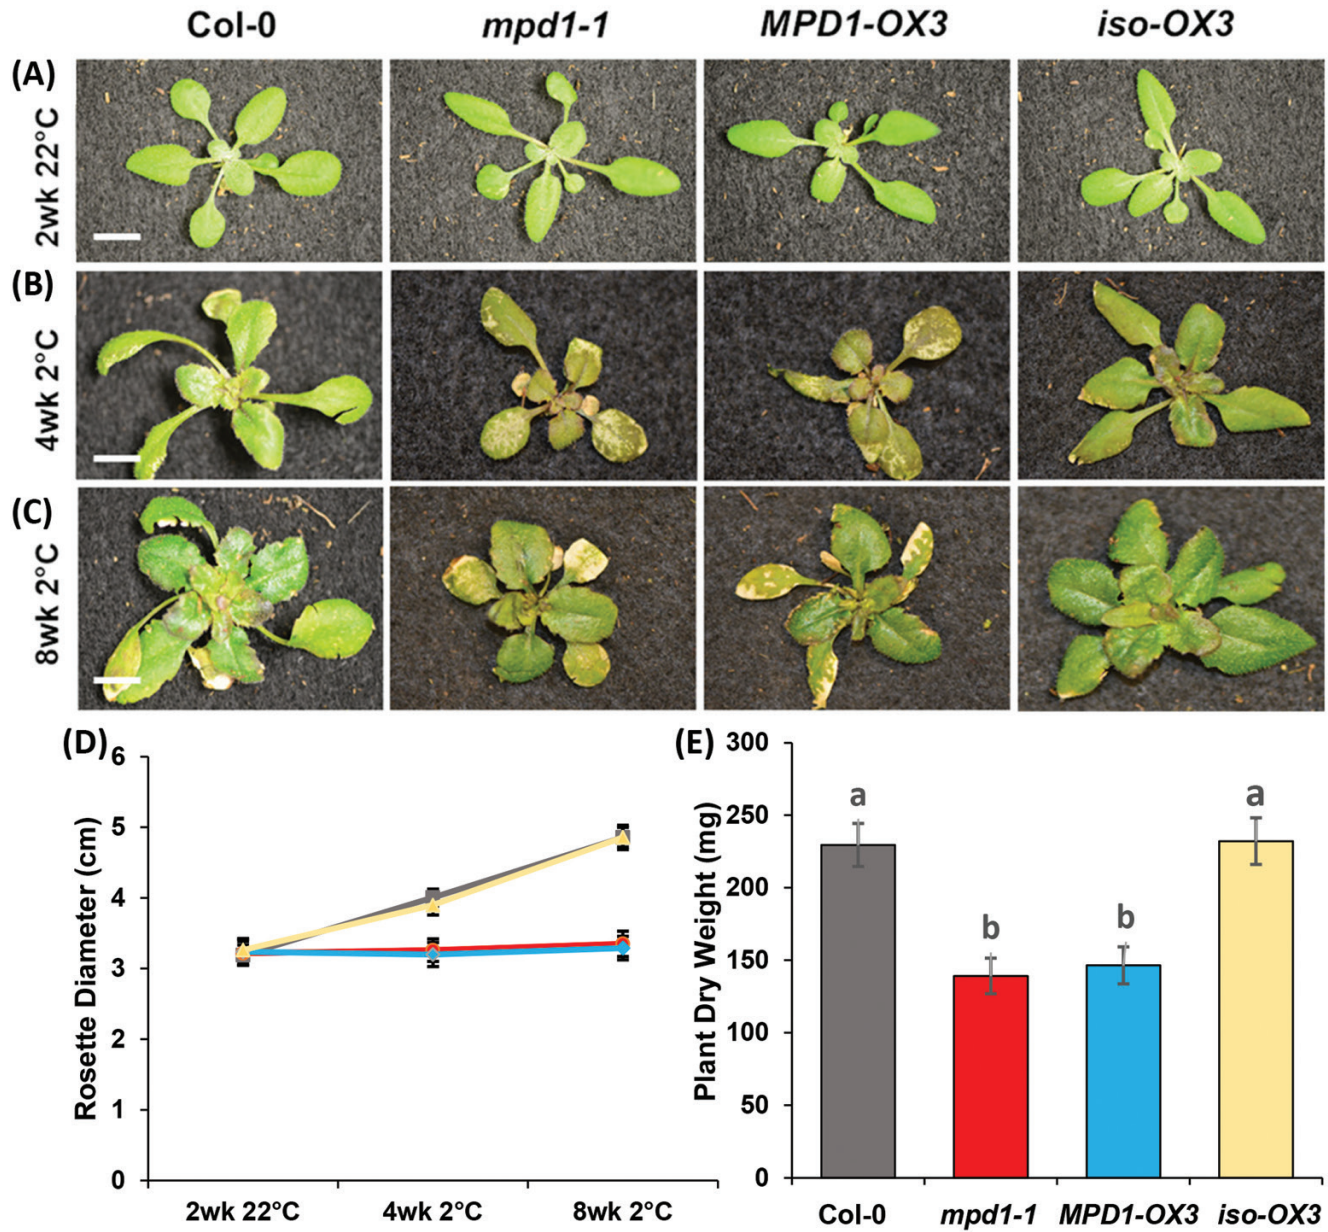 Col-0 mpd1-1 MPD1-OX3 iso-OX3
(A)
2wk 22°C
(B)
4wk 2°C
(C)
8wk 2°C
(D)
Rosette Diameter (cm)
6
5
4
3
2
1
0
2wk 22°C 4wk 2°C 8wk 2°C
(E)
Plant Dry Weight (mg)
300
250
200
150
100
50
0
a b b a
Col-0 mpd1-1 MPD1-OX3 iso-OX3